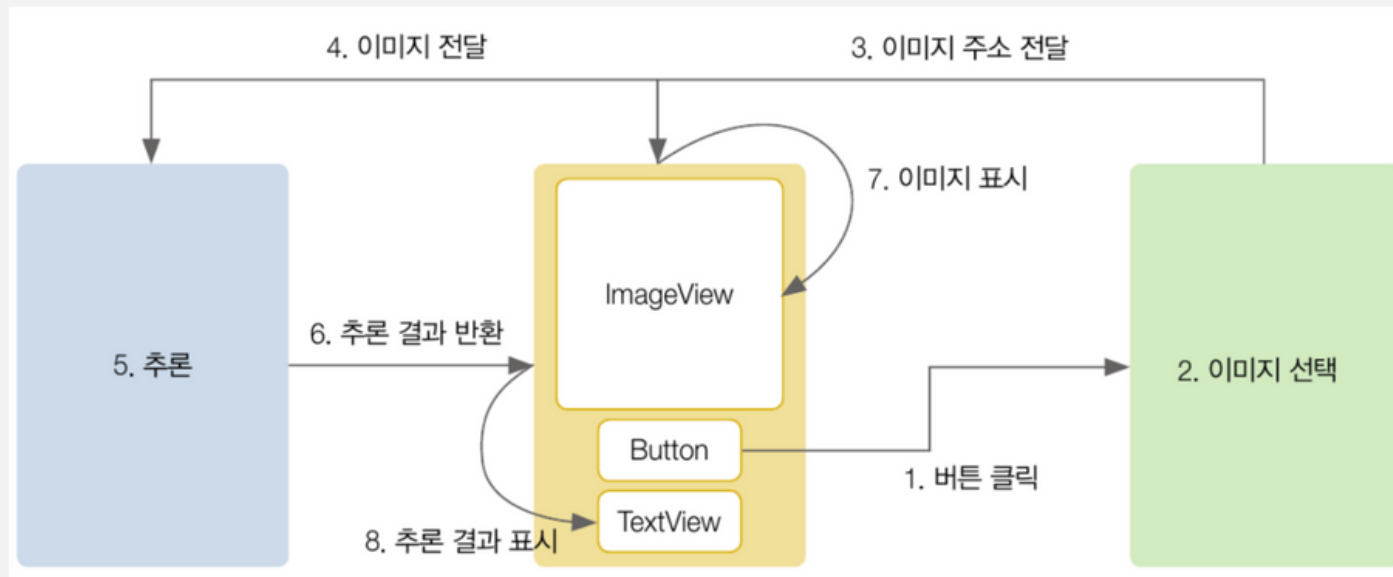 4. 이미지 전달
3. 이미지 주소 전달
7. 이미지 표시
ImageView
6. 추론 결과 반환
5. 추론
2. 이미지 선택
Button
1. 버튼 클릭
TextView
8. 추론 결과 표시